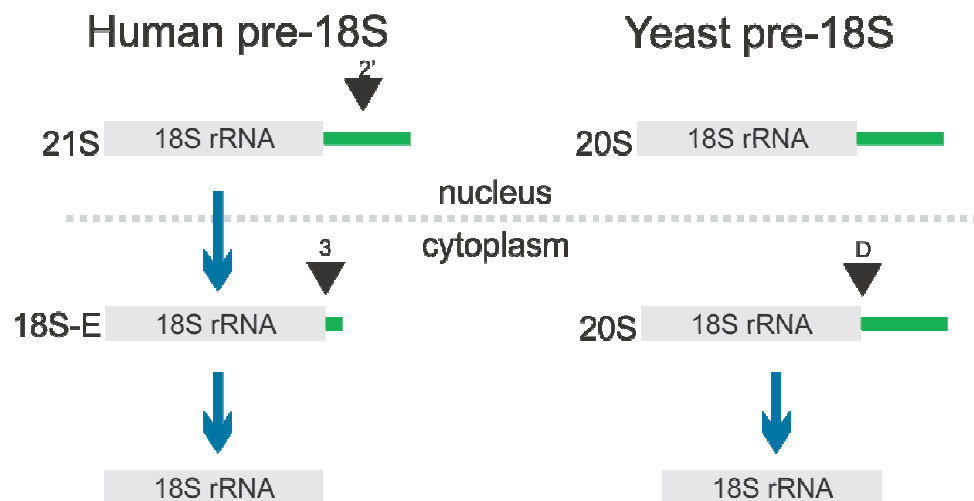 Human pre-18S
Yeast pre-18S
2'
21S
18S rRNA
20S
18S rRNA
nucleus
cytoplasm
3
D
18S-E
18S rRNA
20S
18S rRNA
18S rRNA
18S rRNA